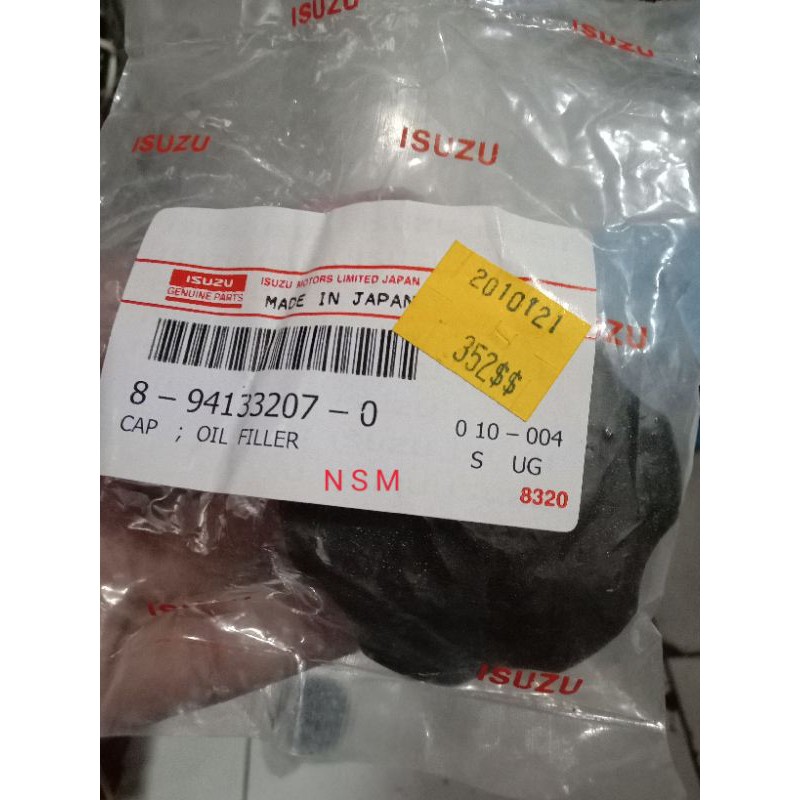 ISUZU
ISUZU
ISUZU
ISUZU
ISUZU
GENUINE PARTS
ISUZU MOTORS LIMITED JAPAN
MADE IN JAPAN
2010121
352$$
ZU
8-94133207-0
CAP ; OIL FILLER
0 10-004
S UG
NSM
8320
ISUZU